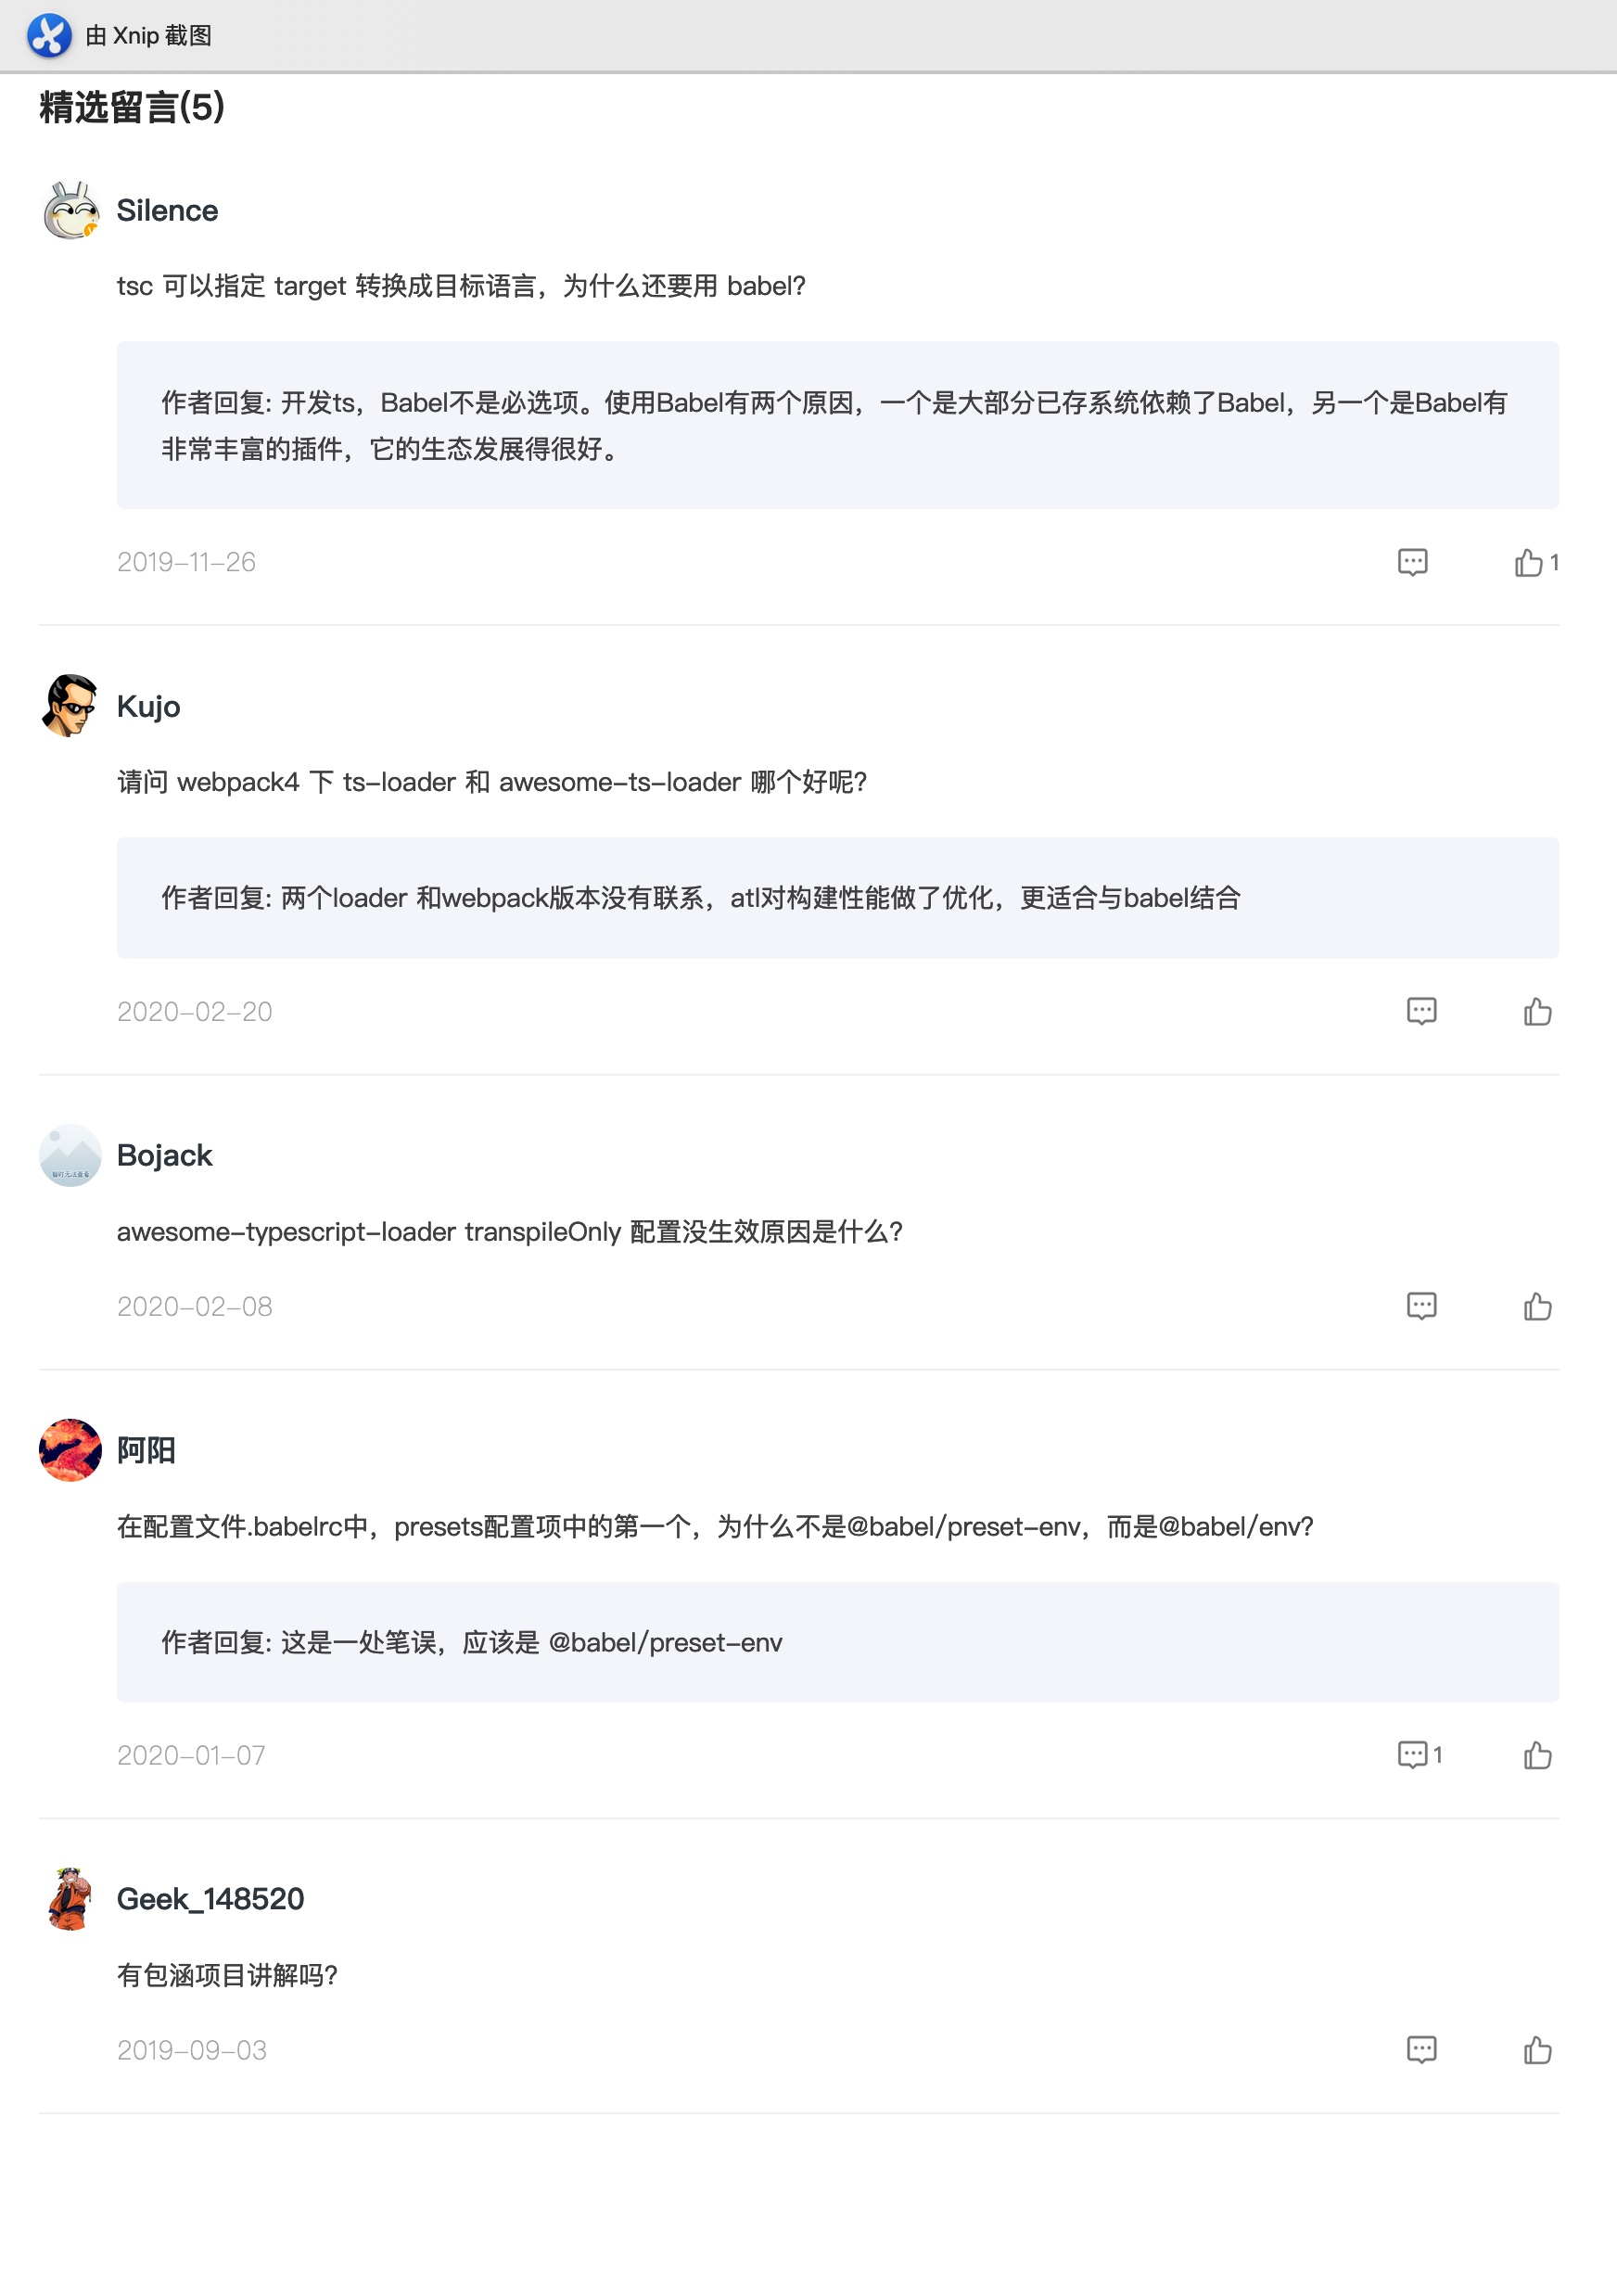 由 Xnip 截图
精选留言(5)
Silence
tsc 可以指定 target 转换成目标语言，为什么还要用 babel?
作者回复: 开发ts，Babel不是必选项。使用Babel有两个原因，一个是大部分已存系统依赖了Babel，另一个是Babel有
非常丰富的插件，它的生态发展得很好。
2019-11-26
1
Kujo
请问 webpack4 下 ts-loader 和 awesome-ts-loader 哪个好呢?
作者回复: 两个loader 和webpack版本没有联系，atl对构建性能做了优化，更适合与babel结合
2020-02-20
暂时无法查看
Bojack
awesome-typescript-loader transpileOnly 配置没生效原因是什么?
2020-02-08
阿阳
在配置文件.babelrc中，presets配置项中的第一个，为什么不是@babel/preset-env，而是@babel/env?
作者回复: 这是一处笔误，应该是 @babel/preset-env
2020-01-07
1
Geek_148520
有包涵项目讲解吗?
2019-09-03